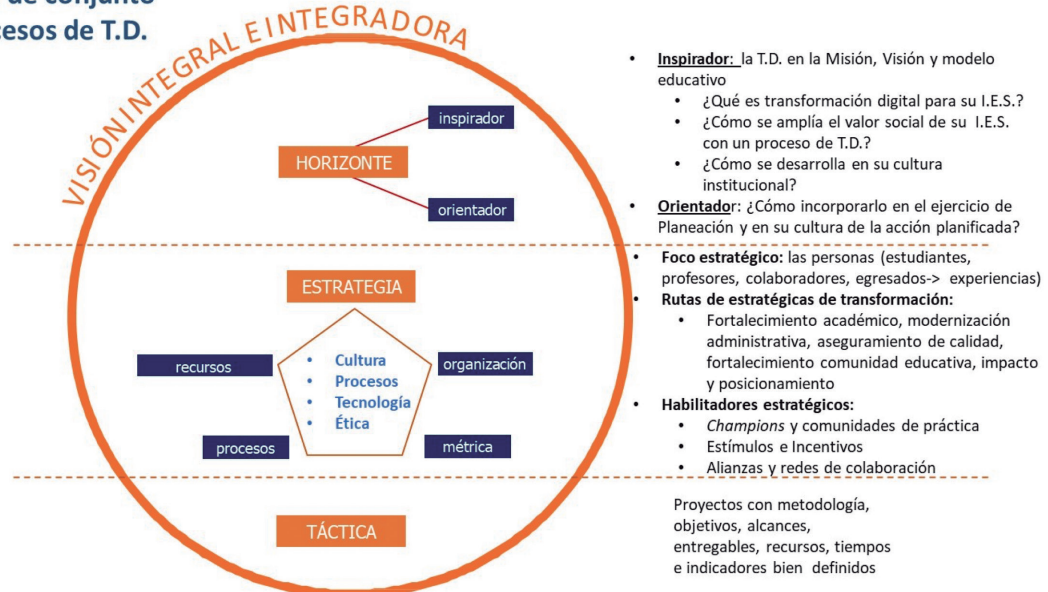 de conjunto
cesos de T.D.
VISIÓN INTEGRAL E INTEGRADORA
inspirador
HORIZONTE
orientador
ESTRATEGIA
recursos
organización
• Cultura
• Procesos
• Tecnología
• Ética
procesos
métrica
TÁCTICA
• Inspirador: la T.D. en la Misión, Visión y modelo
educativo
• ¿Qué es transformación digital para su I.E.S.?
• ¿Cómo se amplía el valor social de su I.E.S.
con un proceso de T.D.?
• ¿Cómo se desarrolla en su cultura
institucional?
• Orientador: ¿Cómo incorporarlo en el ejercicio de
Planeación y en su cultura de la acción planificada?
• Foco estratégico: las personas (estudiantes,
profesores, colaboradores, egresados-> experiencias)
• Rutas de estratégicas de transformación:
• Fortalecimiento académico, modernización
administrativa, aseguramiento de calidad,
fortalecimiento comunidad educativa, impacto
y posicionamiento
• Habilitadores estratégicos:
• Champions y comunidades de práctica
• Estímulos e Incentivos
• Alianzas y redes de colaboración
Proyectos con metodología,
objetivos, alcances,
entregables, recursos, tiempos
e indicadores bien definidos